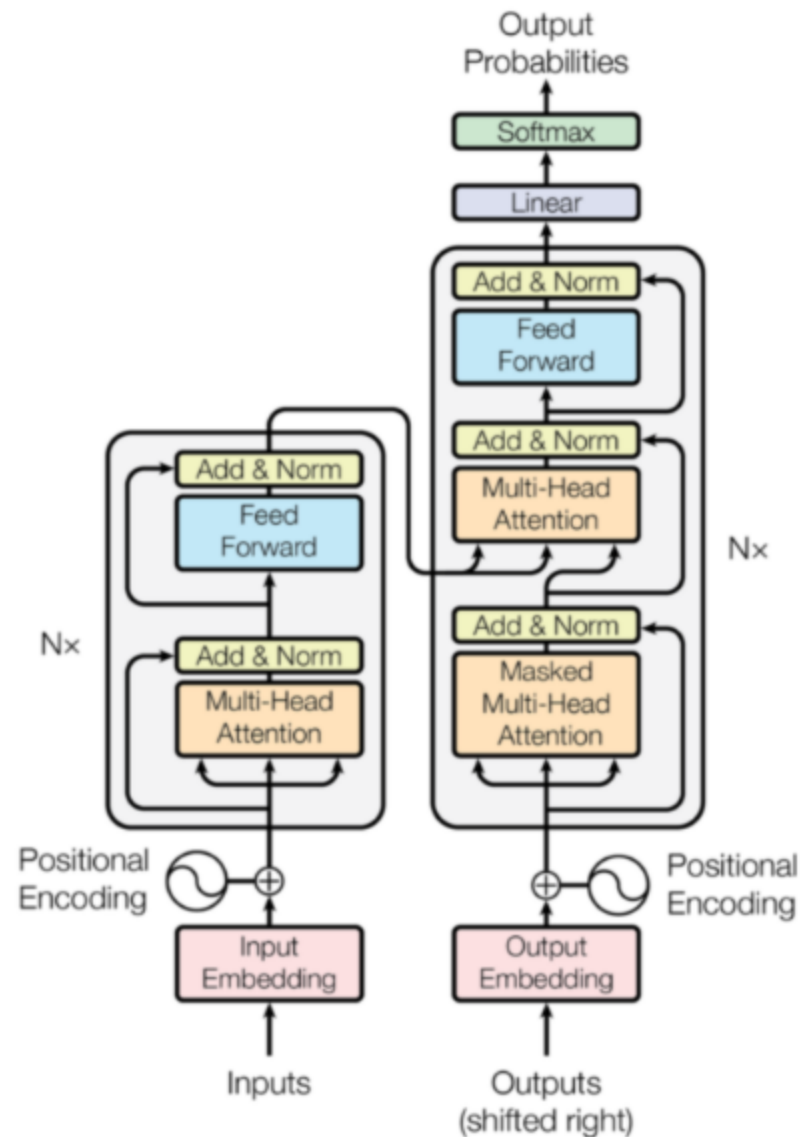 Output
Probabilities
Softmax
Linear
Add & Norm
Feed
Forward
Add & Norm
Multi-Head
Attention
Nx
Add & Norm
Masked
Multi-Head
Attention
Add & Norm
Feed
Forward
Nx
Add & Norm
Multi-Head
Attention
Positional
Encoding
Positional
Encoding
Input
Embedding
Output
Embedding
Inputs
Outputs
(shifted right)